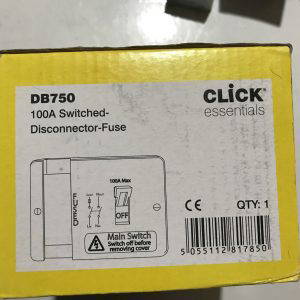 DB750
100A Switched-
Disconnector-Fuse
CLiCK®
essentials
100A Max
OFF
FUSED
Main Switch
Switch off before
removing cover
CE
QTY: 1
5 055112 817850